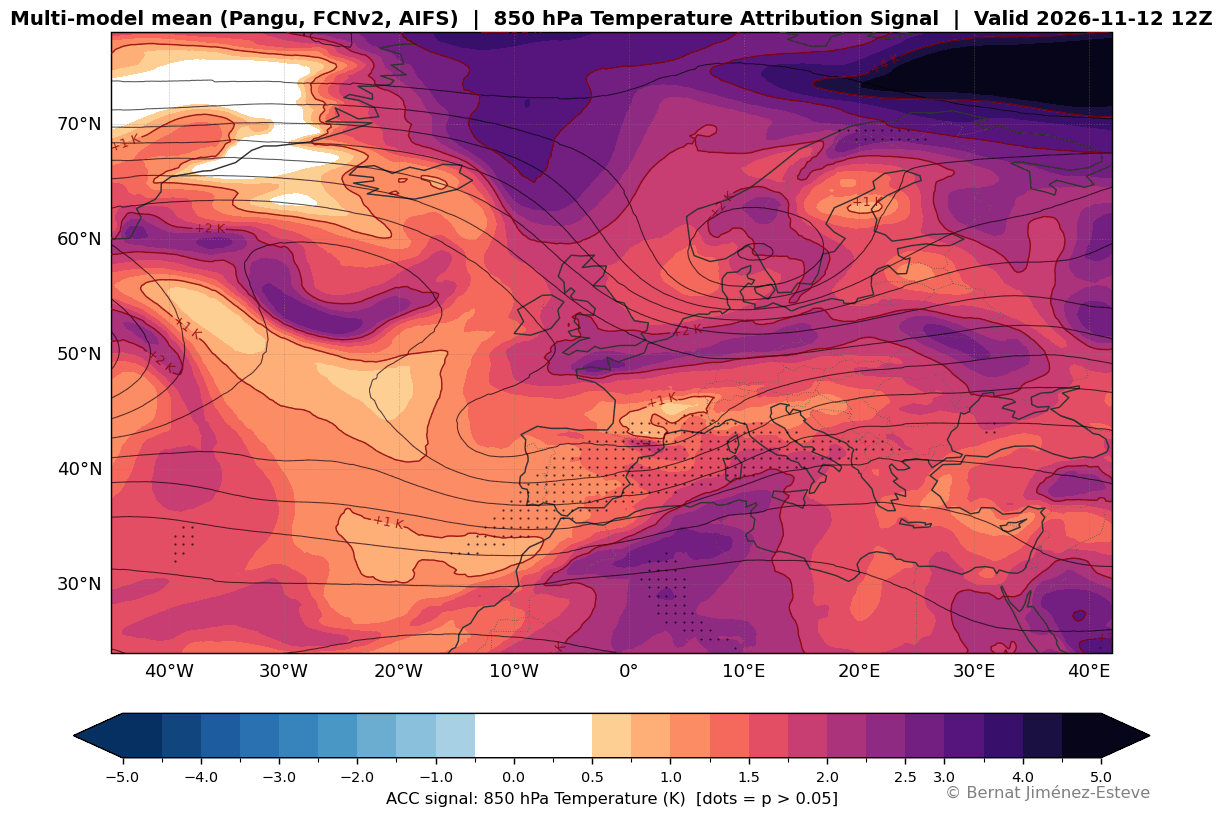 Multi-model mean (Pangu, FCNv2, AIFS)  |  850 hPa Temperature Attribution Signal  |  Valid 2026-11-12 12Z
+4 K
70°N
+1 K
+2 K
+1 K
+2 K
60°N
+1 K
+2 K
50°N
+2 K
+1 K
40°N
+1 K
30°N
40°W 30°W 20°W 10°W 0° 10°E 20°E 30°E 40°E
−5.0 −4.0 −3.0 −2.0 −1.0 0.0 0.5 1.0 1.5 2.0 2.5 3.0 4.0 5.0
ACC signal: 850 hPa Temperature (K)  [dots = p > 0.05]
© Bernat Jiménez-Esteve